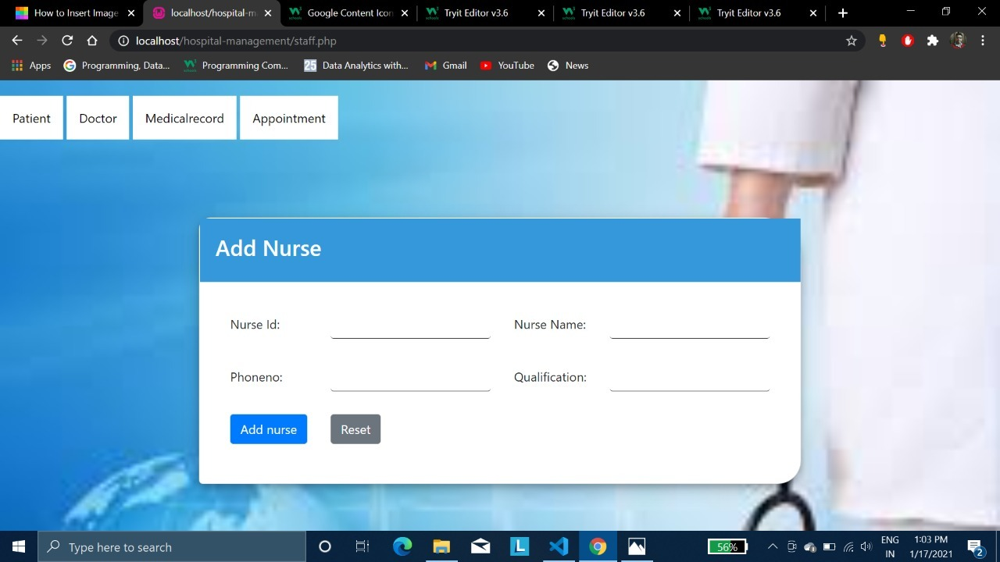 How to Insert Image
localhost/hospital-m
Google Content Icon
Tryit Editor v3.6
Tryit Editor v3.6
Tryit Editor v3.6
localhost/hospital-management/staff.php
Apps
Programming, Data...
Programming Com...
25 Data Analytics with...
Gmail
YouTube
News
Patient
Doctor
Medicalrecord
Appointment
Add Nurse
Nurse Id:
Nurse Name:
Phoneno:
Qualification:
Add nurse
Reset
Type here to search
L
56%
ENG
IN
1:03 PM
1/17/2021
2